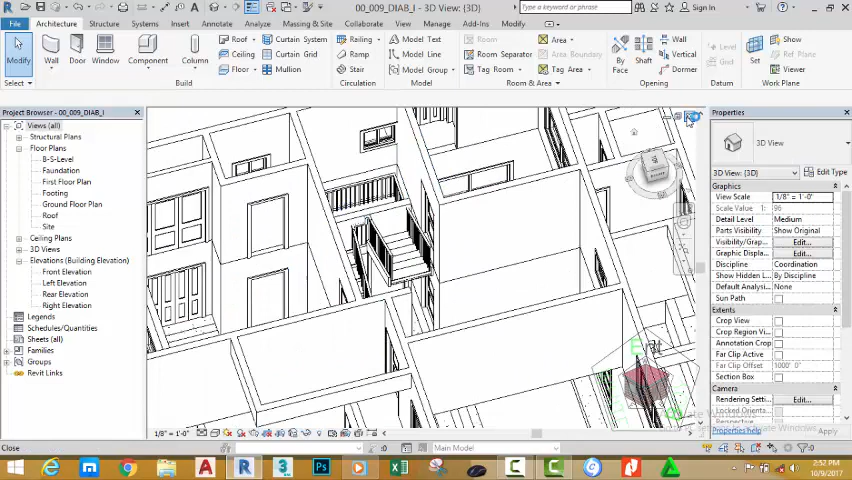 00_009_DIAB_I - 3D View: {3D}
Sign In
File Architecture Structure Systems Insert Annotate Analyze Massing & Site Collaborate View Manage Add-Ins Modify
Modify Wall Door Window Component Column
Roof
Ceiling
Floor
Curtain System
Curtain Grid
Mullion
Railing
Ramp
Stair
Model Text
Model Line
Model Group
Room
Room Separator
Tag Room
Area
Area Boundary
Tag Area
By Face
Shaft
Wall
Vertical
Dormer
Level
Grid
Set
Show
Ref Plane
Viewer
Select Build Circulation Model Room & Area Opening Datum Work Plane
Project Browser - 00_009_DIAB_I
Views (all)
Structural Plans
Floor Plans
B-S-Level
Foundation
First Floor Plan
Footing
Ground Floor Plan
Roof
Site
Ceiling Plans
3D Views
Elevations (Building Elevation)
Front Elevation
Left Elevation
Rear Elevation
Right Elevation
Legends
Schedules/Quantities
Sheets (all)
Families
Groups
Revit Links
Properties
3D View
3D View: {3D} Edit Type
Graphics
View Scale 1/8" = 1'-0"
Scale Value 1: 96
Detail Level Medium
Parts Visibility Show Original
Visibility/Grap... Edit...
Graphic Displa... Edit...
Discipline Coordination
Show Hidden L... By Discipline
Default Analysi... None
Sun Path
Extents
Crop View
Crop Region Vi...
Annotation Crop
Far Clip Active
Far Clip Offset 1000' 0"
Section Box
Camera
Rendering Setti... Edit...
Locked Orienta...
Properties help Apply
1/8" = 1'-0"
Close
:0 Main Model :0
2:52 PM
10/9/2017